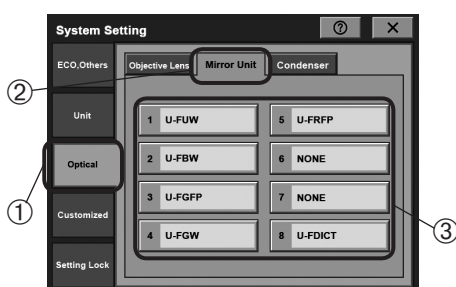 System Setting ? ×
ECO,Others
Objective Lens Mirror Unit Condenser
②
Unit
1 U-FUW 5 U-FRFP
2 U-FBW 6 NONE
Optical
①
3 U-FGFP 7 NONE
③
Customized
4 U-FGW 8 U-FDICT
Setting Lock